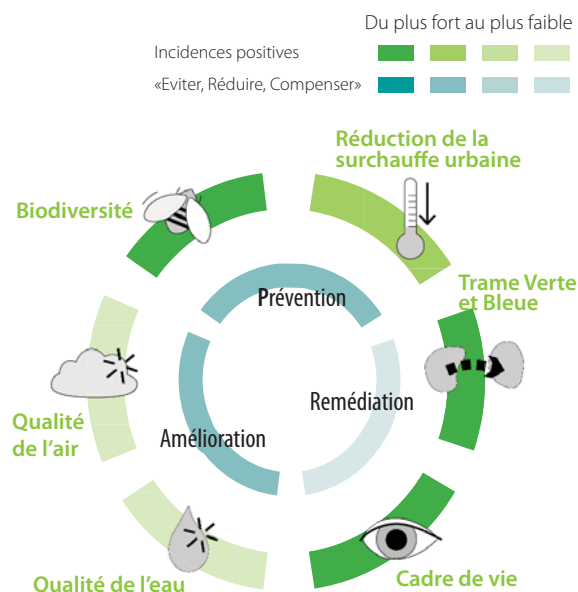 Du plus fort au plus faible
Incidences positives
«Eviter, Réduire, Compenser»
Réduction de la
surchauffe urbaine
Biodiversité
Trame Verte
et Bleue
Prévention
Remédiation
Qualité
de l'air
Amélioration
Qualité de l'eau
Cadre de vie